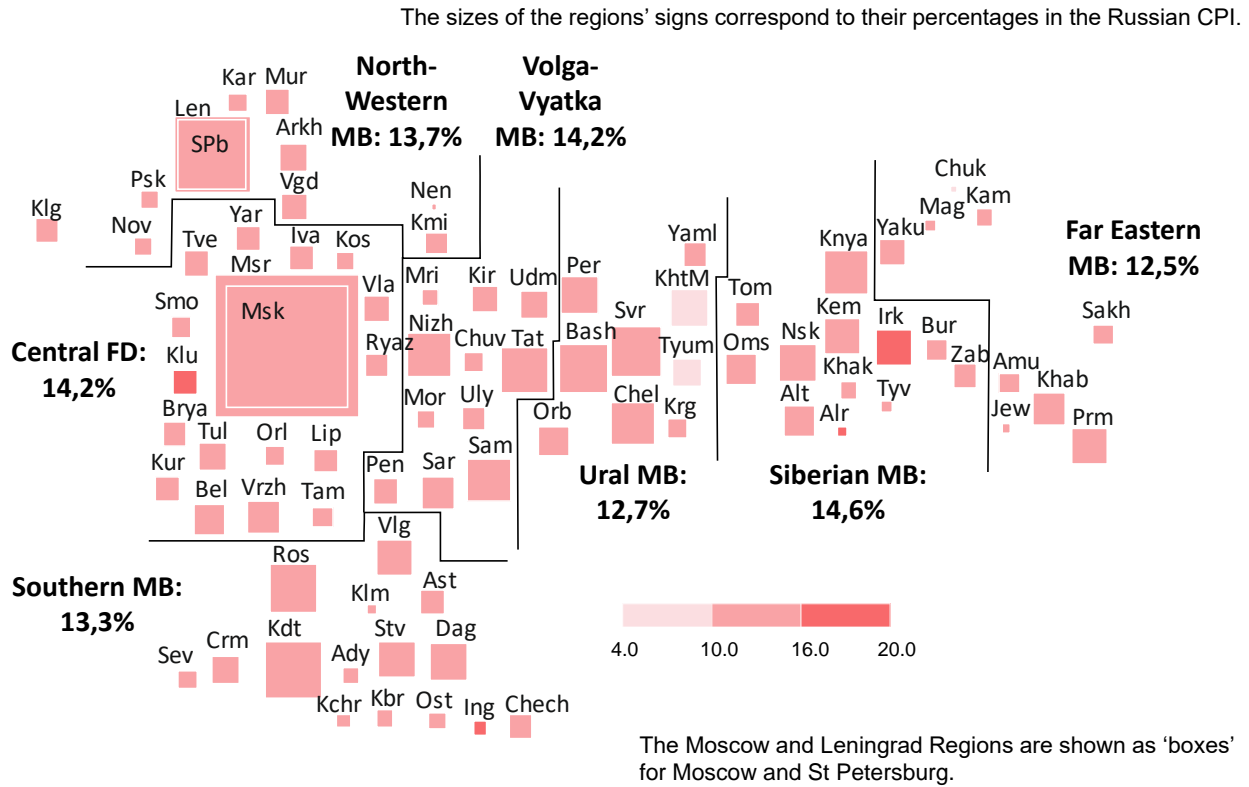 The sizes of the regions’ signs correspond to their percentages in the Russian CPI.
North-
Western
MB: 13,7%
Volga-
Vyatka
MB: 14,2%
Kar
Mur
Len
SPb
Arkh
Psk
Vgd
Klg
Nov
Nen
Kmi
Chuk
Mag
Kam
Yaku
Far Eastern
MB: 12,5%
Sakh
Tve
Yar
Iva
Kos
Msr
Msk
Vla
Smo
Ryaz
Klu
Central FD:
14,2%
Brya
Tul
Orl
Lip
Kur
Bel
Vrzh
Tam
Mri
Kir
Udm
Nizh
Chuv
Tat
Mor
Uly
Pen
Sar
Sam
Per
Yaml
KhtM
Svr
Bash
Tyum
Chel
Krg
Orb
Ural MB:
12,7%
Tom
Knya
Oms
Nsk
Kem
Irk
Bur
Zab
Alt
Khak
Alr
Tyv
Siberian MB:
14,6%
Amu
Khab
Jew
Prm
Southern MB:
13,3%
Ros
Vlg
Klm
Ast
Sev
Crm
Kdt
Ady
Stv
Dag
Kchr
Kbr
Ost
Ing
Chech
4.0
10.0
16.0
20.0
The Moscow and Leningrad Regions are shown as ‘boxes’
for Moscow and St Petersburg.